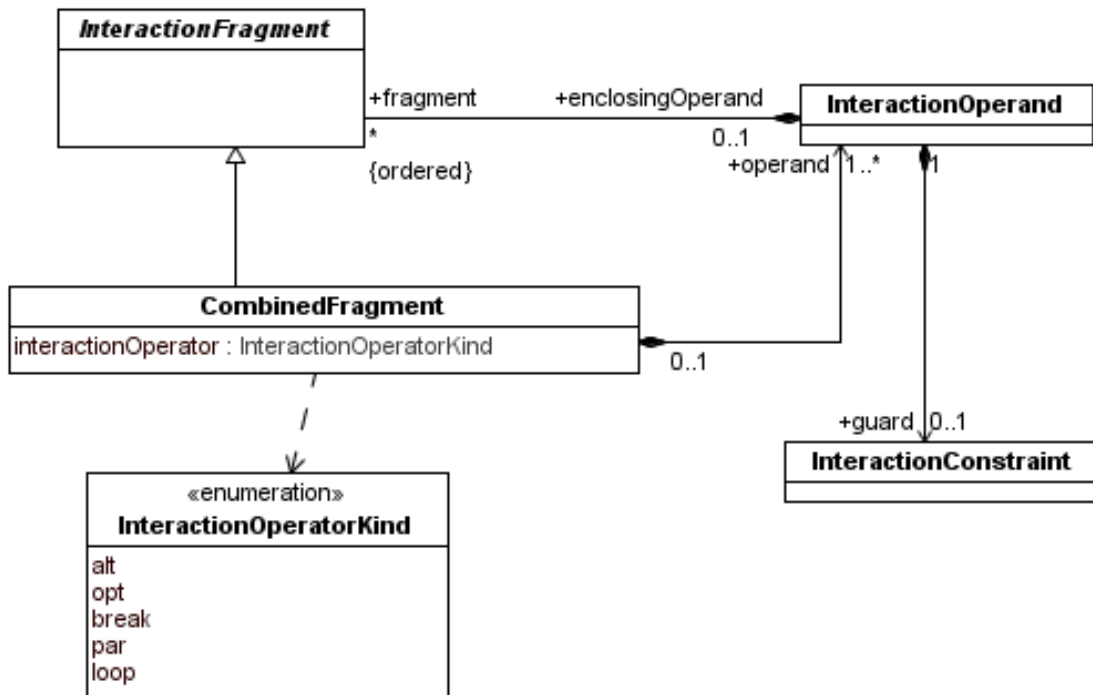 InteractionFragment
+fragment
+enclosingOperand
InteractionOperand
*
0..1
{ordered}
+operand
1..*
1
CombinedFragment
interactionOperator : InteractionOperatorKind
0..1
+guard
0..1
InteractionConstraint
«enumeration»
InteractionOperatorKind
alt
opt
break
par
loop